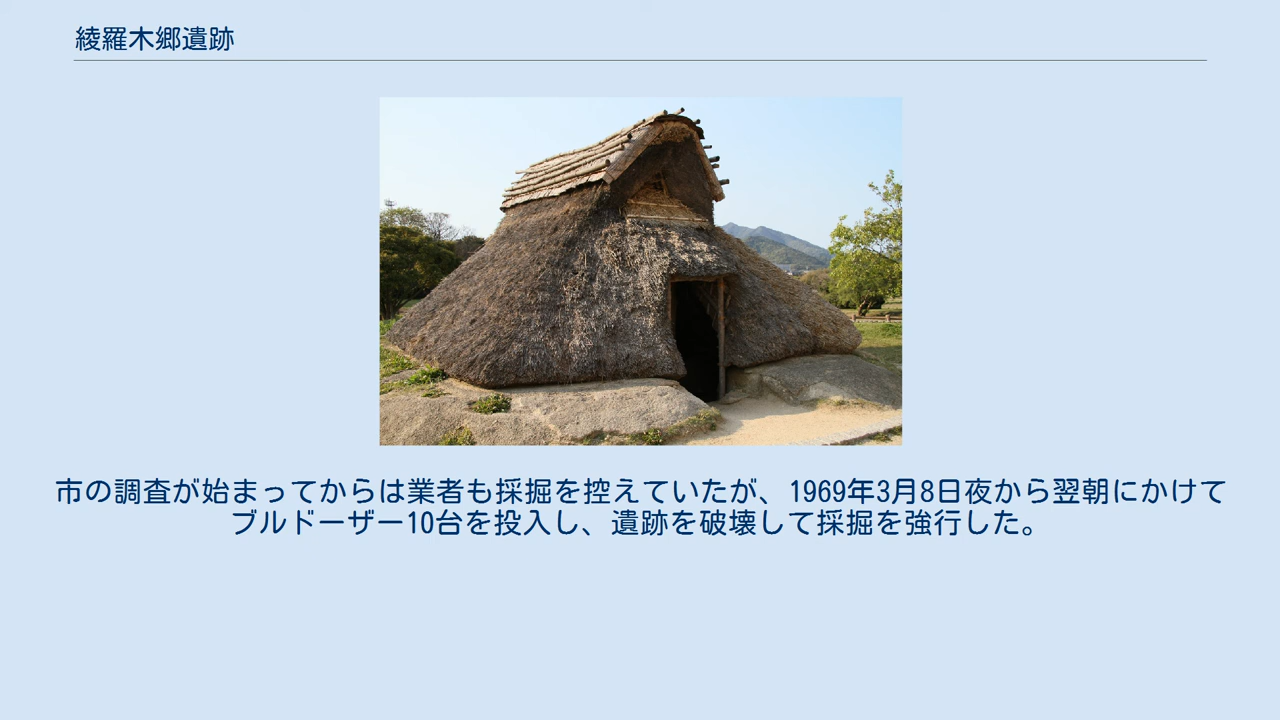 綾羅木郷遺跡
市の調査が始まってからは業者も採掘を控えていたが、1969年3月8日夜から翌朝にかけて
ブルドーザー10台を投入し、遺跡を破壊して採掘を強行した。